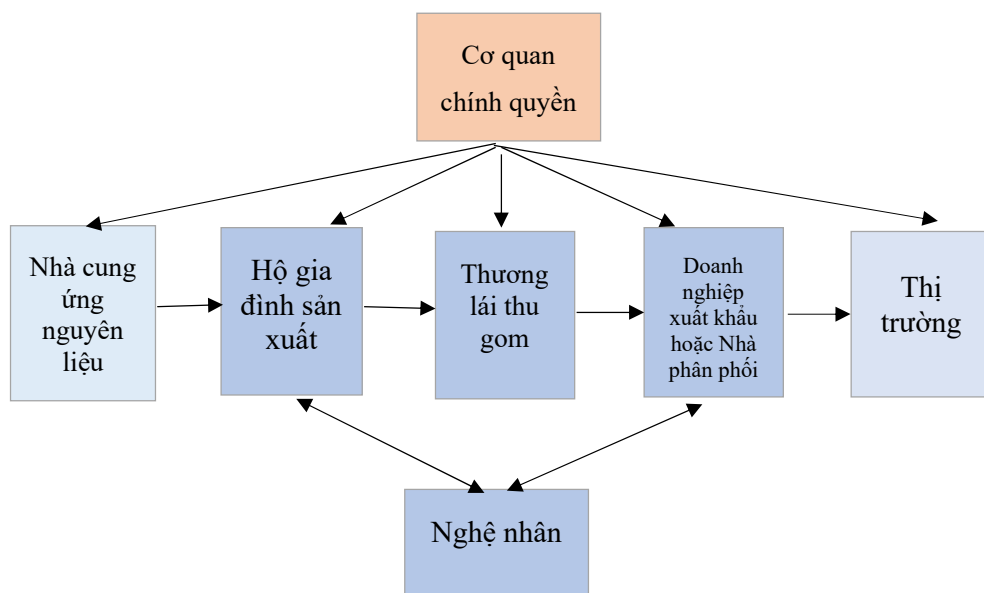 Cơ quan
chính quyền
Nhà cung
ứng
nguyên
liệu
Hộ gia
đình sản
xuất
Thương
lái thu
gom
Doanh
nghiệp
xuất khẩu
hoặc Nhà
phân phối
Thị
trường
Nghệ nhân